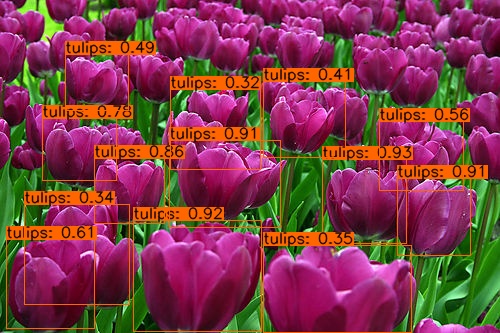 tulips: 0.49
tulips: 0.32
tulips: 0.41
tulips: 0.78
tulips: 0.56
tulips: 0.91
tulips: 0.86
tulips: 0.93
tulips: 0.91
tulips: 0.34
tulips: 0.92
tulips: 0.61
tulips: 0.35